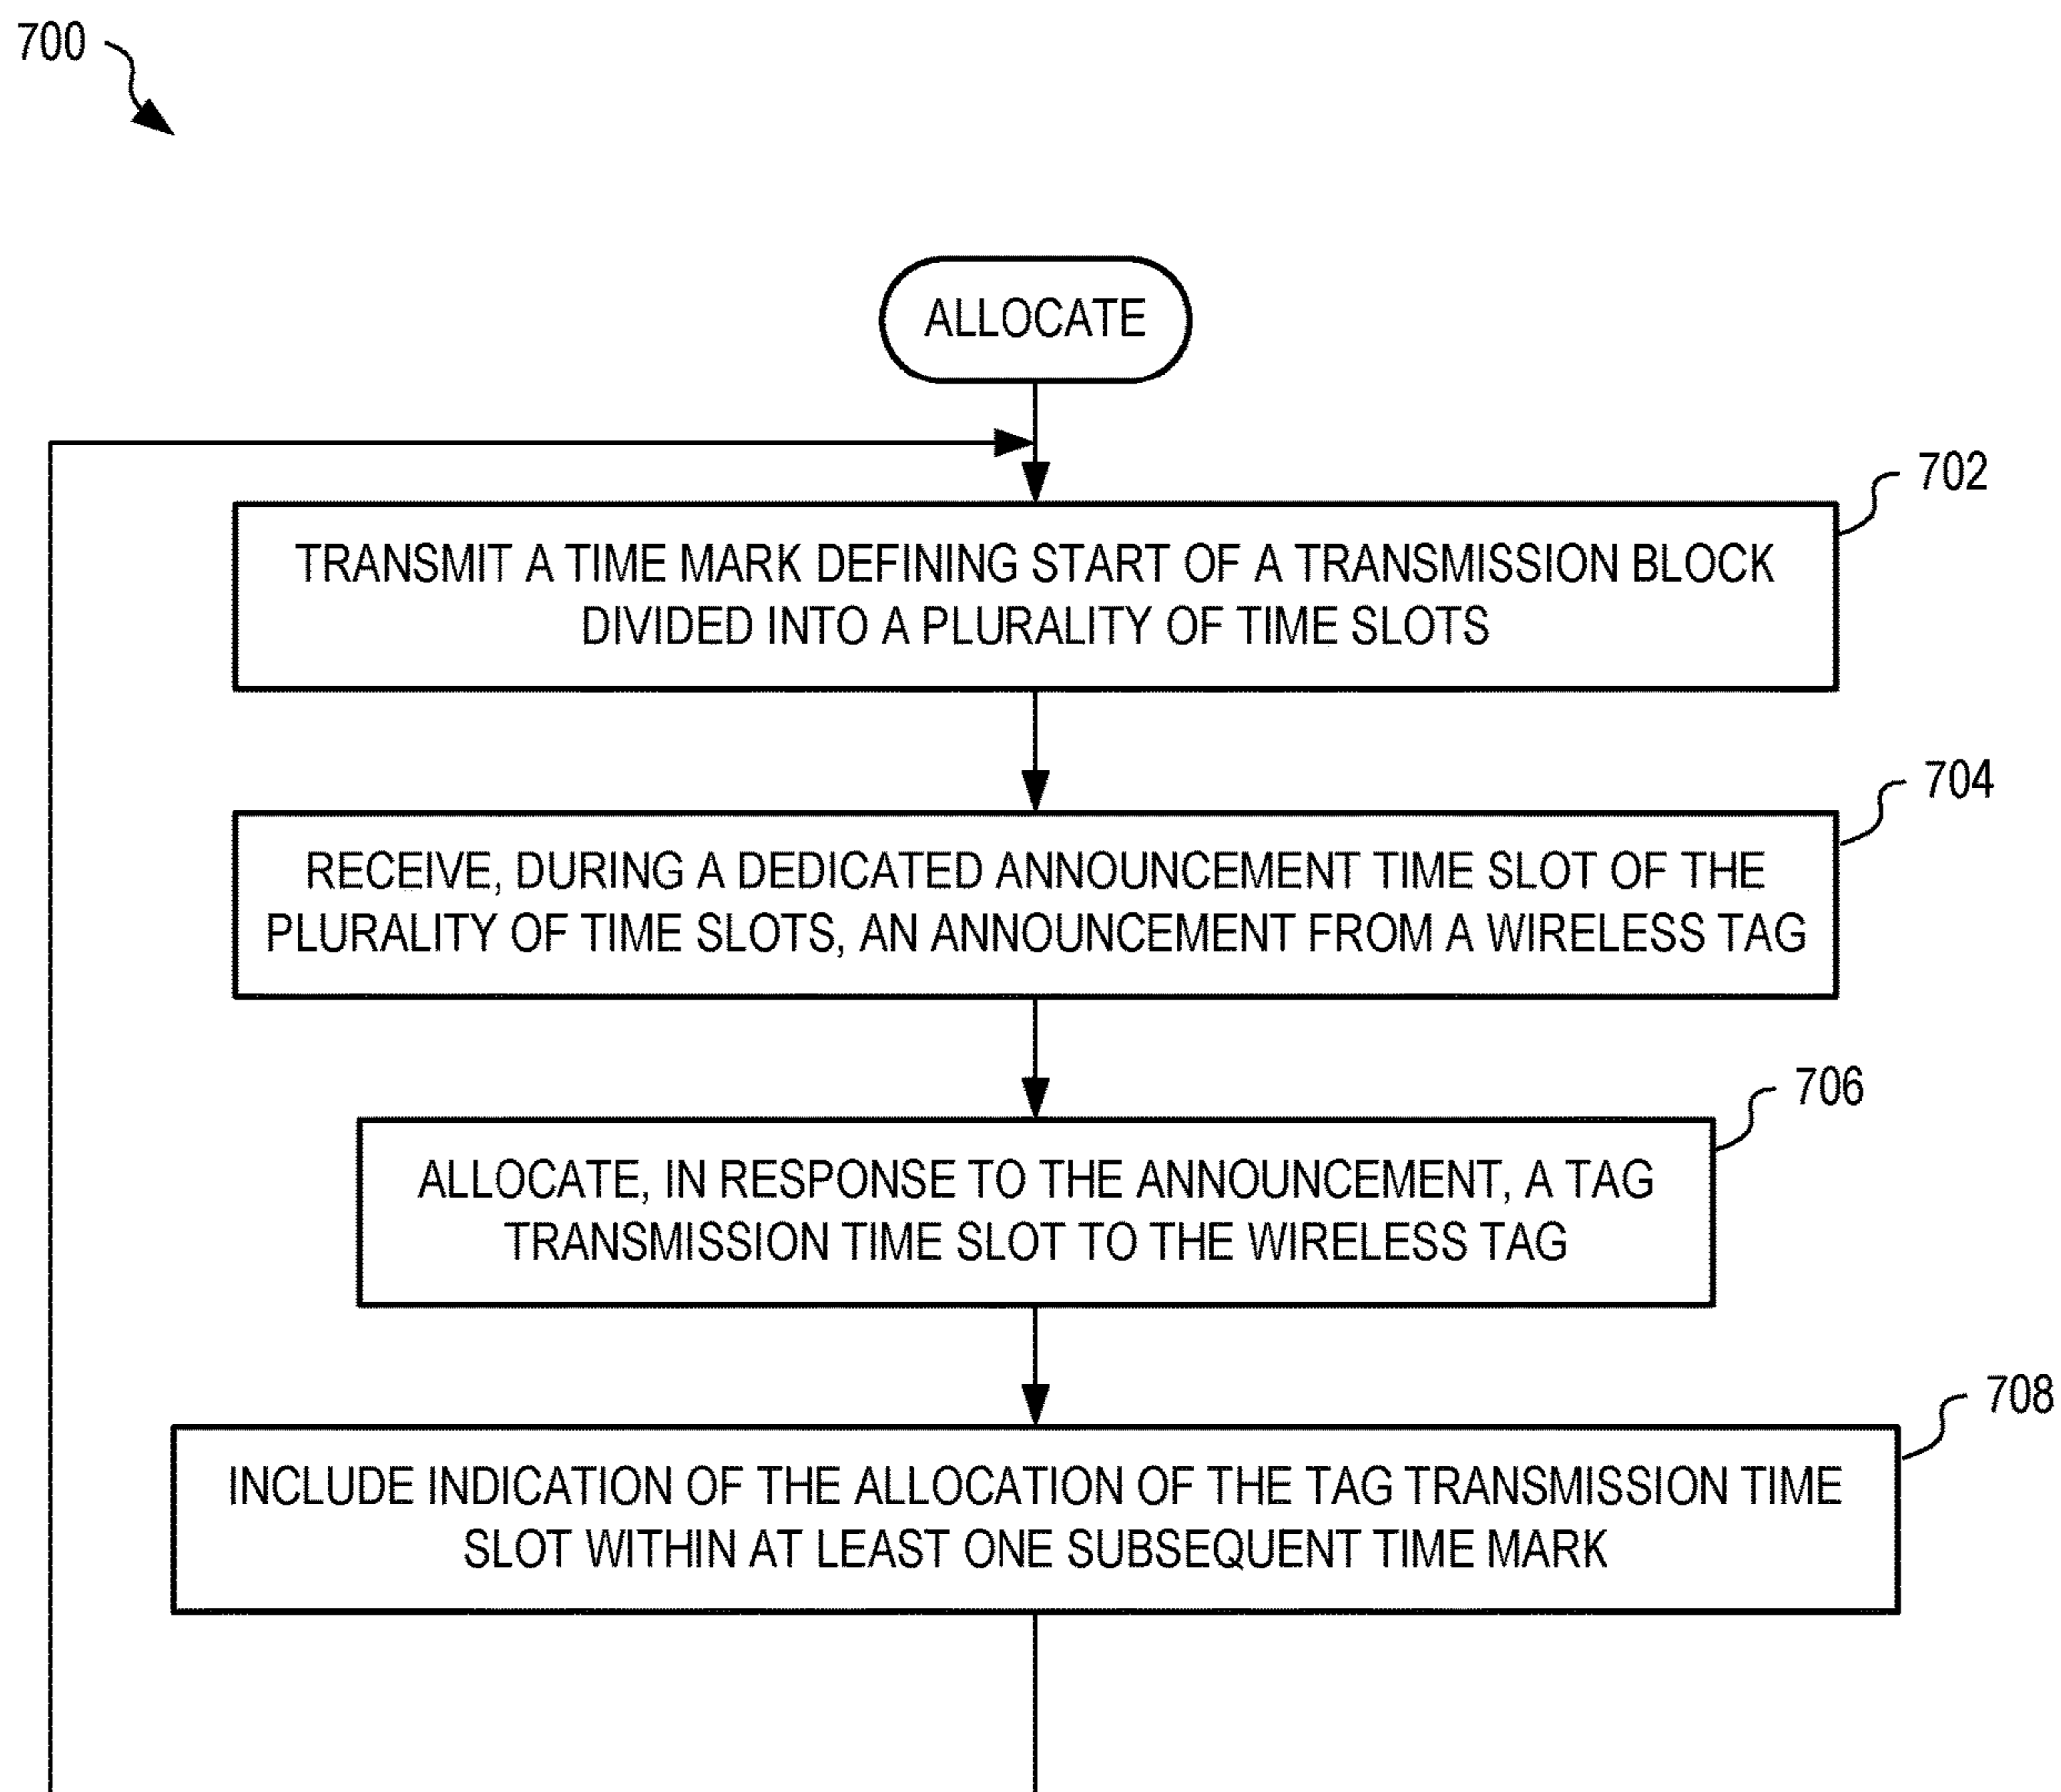 700
ALLOCATE
702
TRANSMIT A TIME MARK DEFINING START OF A TRANSMISSION BLOCK
DIVIDED INTO A PLURALITY OF TIME SLOTS
704
RECEIVE, DURING A DEDICATED ANNOUNCEMENT TIME SLOT OF THE
PLURALITY OF TIME SLOTS, AN ANNOUNCEMENT FROM A WIRELESS TAG
706
ALLOCATE, IN RESPONSE TO THE ANNOUNCEMENT, A TAG
TRANSMISSION TIME SLOT TO THE WIRELESS TAG
708
INCLUDE INDICATION OF THE ALLOCATION OF THE TAG TRANSMISSION TIME
SLOT WITHIN AT LEAST ONE SUBSEQUENT TIME MARK